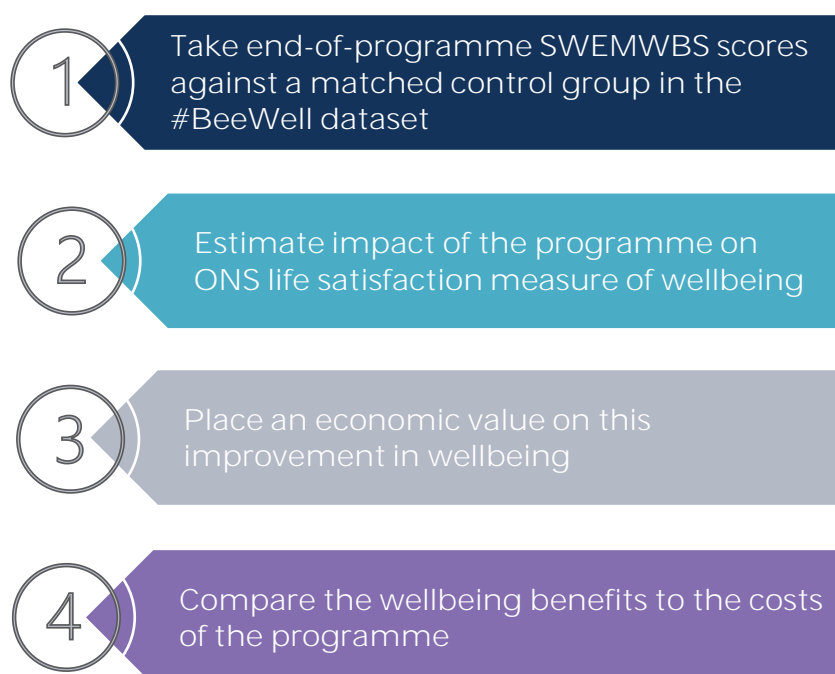 1
Take end-of-programme SWEMWBS scores
against a matched control group in the
#BeeWell dataset
2
Estimate impact of the programme on
ONS life satisfaction measure of wellbeing
3
Place an economic value on this
improvement in wellbeing
4
Compare the wellbeing benefits to the costs
of the programme